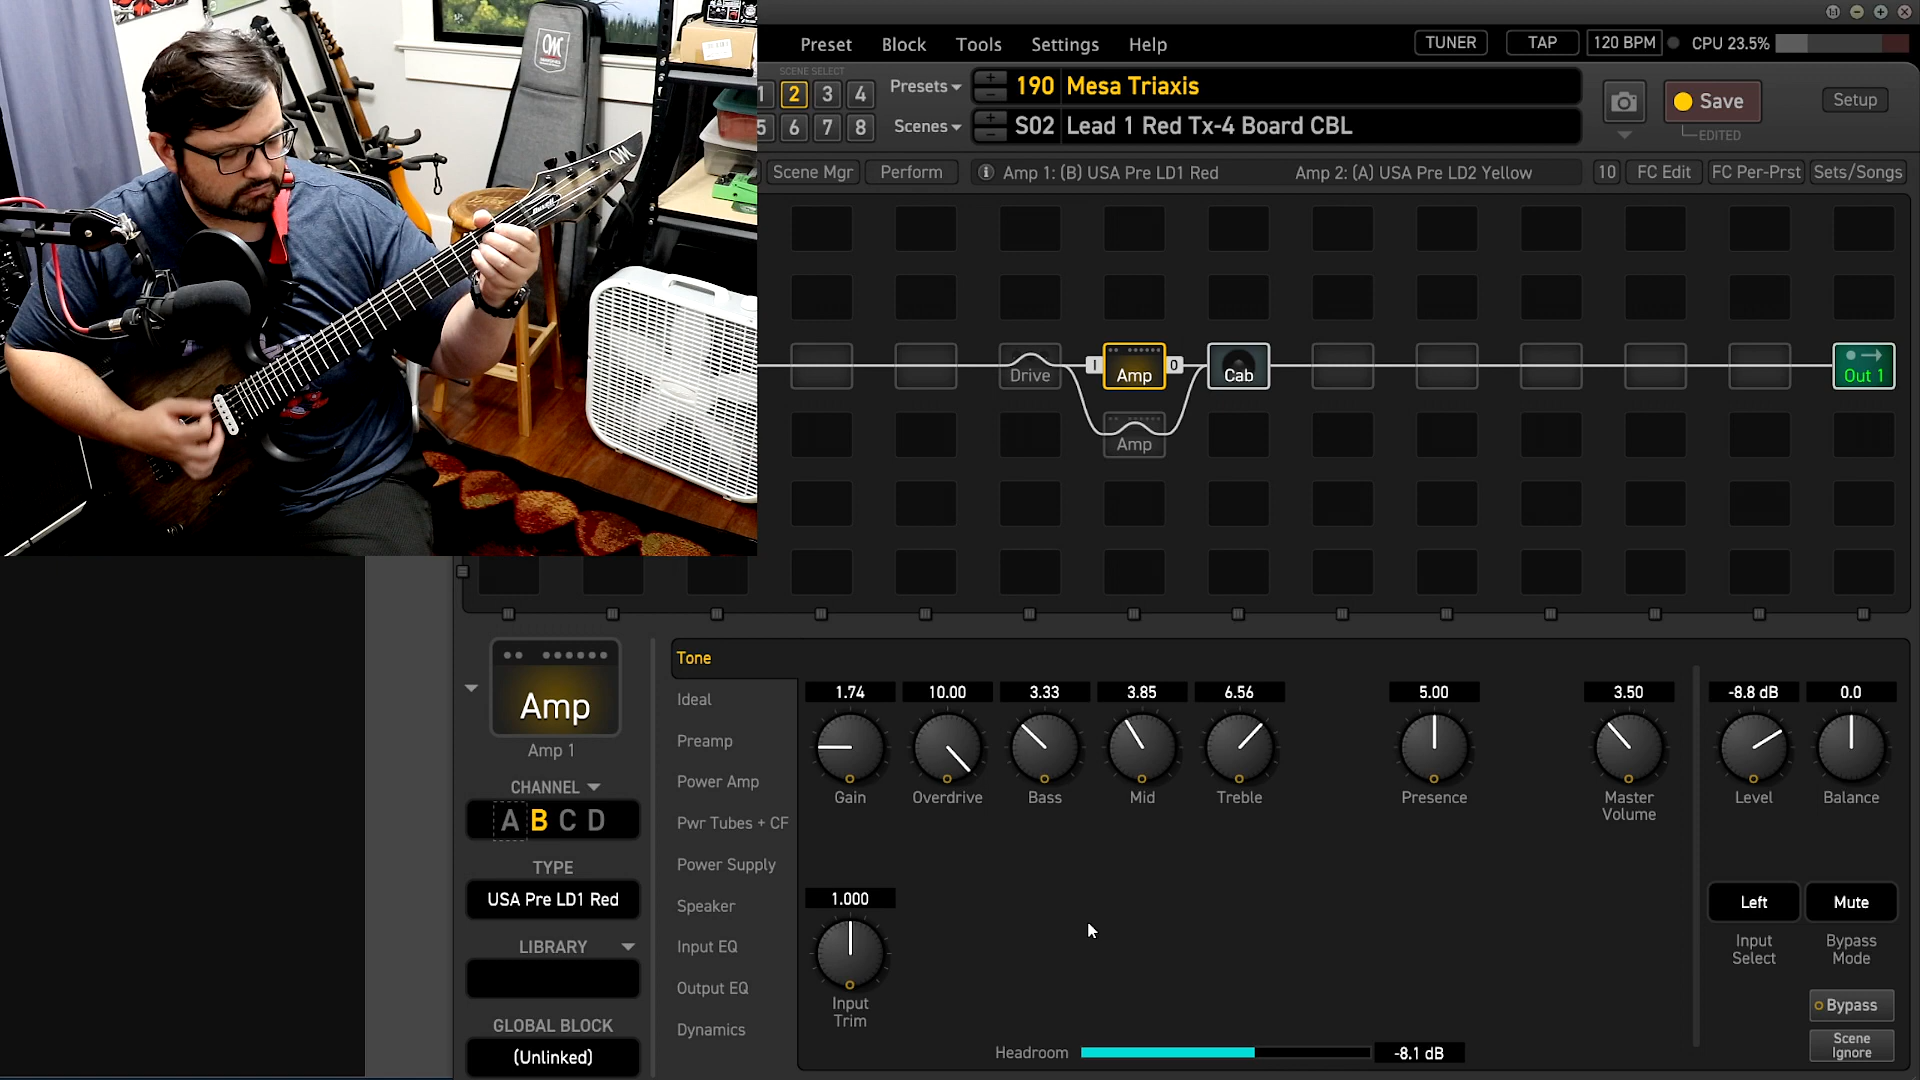 Preset Block Tools Settings Help
TUNER TAP 120 BPM CPU 23.5%
SCENE SELECT
1 2 3 4
5 6 7 8
Presets
190 Mesa Triaxis
Scenes
S02 Lead 1 Red Tx-4 Board CBL
Save
EDITED
Setup
Scene Mgr Perform
Amp 1: (B) USA Pre LD1 Red
Amp 2: (A) USA Pre LD2 Yellow
10 FC Edit FC Per-Prst Sets/Songs
Drive
I Amp O
Cab
Out 1
Amp
Amp
Amp 1
CHANNEL
A B C D
TYPE
USA Pre LD1 Red
LIBRARY
GLOBAL BLOCK
(Unlinked)
Tone
Ideal
Preamp
Power Amp
Pwr Tubes + CF
Power Supply
Speaker
Input EQ
Output EQ
Dynamics
1.74 10.00 3.33 3.85 6.56 5.00 3.50 -8.8 dB 0.0
Gain Overdrive Bass Mid Treble Presence Master Volume Level Balance
1.000
Input
Trim
Left Mute
Input Select
Bypass Mode
Bypass
Scene
Ignore
Headroom -8.1 dB